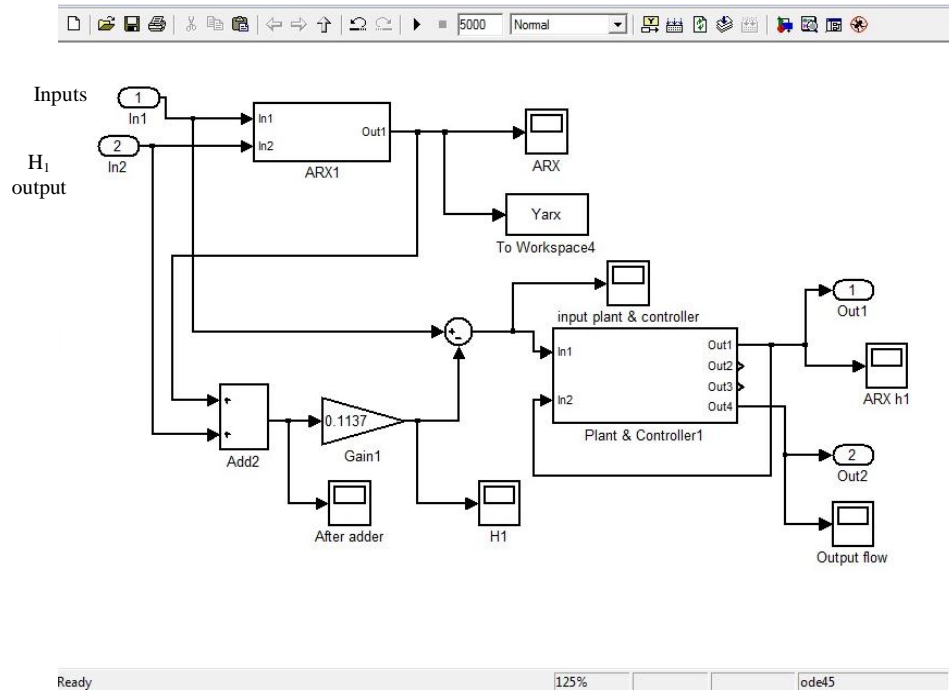 5000 Normal
Inputs
1
In1
H1
output
2
In2
In1
In2
Out1
ARX1
ARX
Yarx
To Workspace4
input plant & controller
+
-
In1
In2
Out1
Out2
Out3
Out4
Plant & Controller1
1
Out1
ARX h1
2
Out2
Output flow
+
+
Add2
0.1137
Gain1
After adder
H1
Ready 125% ode45